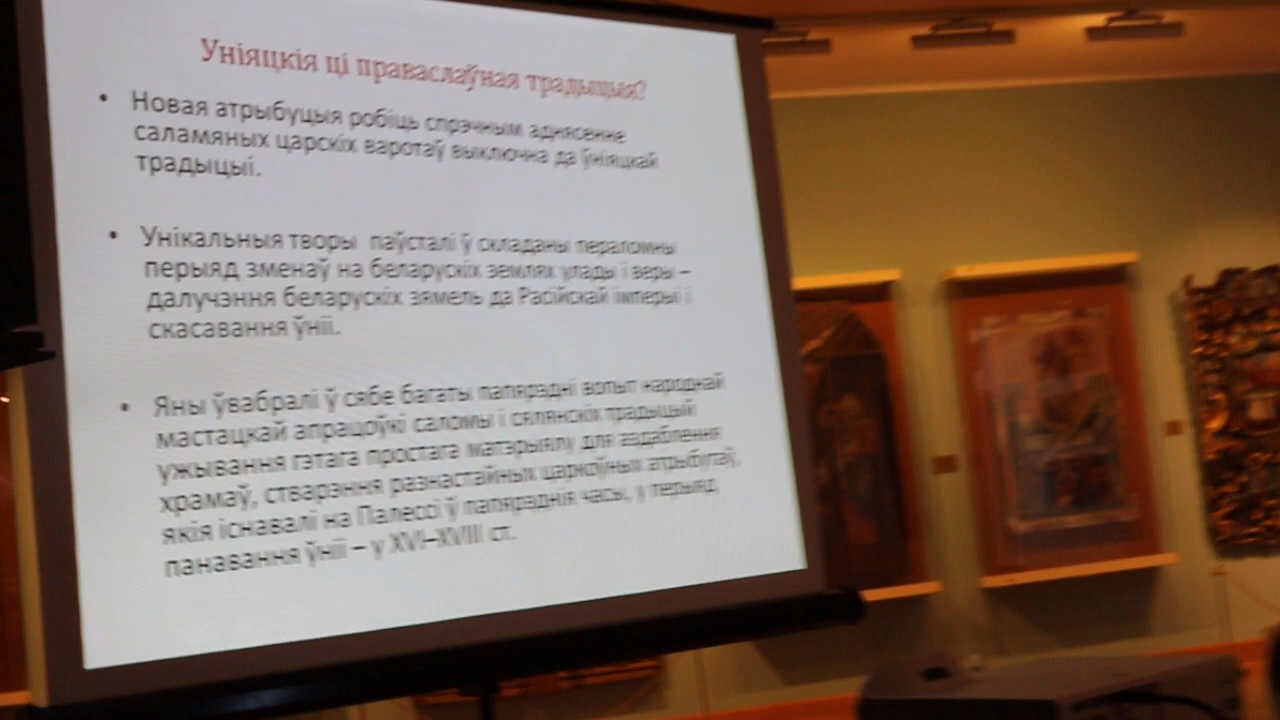 Уніяцкія ці праваслаўная традыцыя?
• Новая атрыбуцыя робіць спрэчным аднясенне
саламяных царскіх варотаў выключна да ўніяцкай
традыцыі.
• Унікальныя творы паўсталі ў складаны пераломны
перыяд зменаў на беларускіх землях улады і веры –
далучэння беларускіх зямель да Расійскай імперыі і
скасавання ўніі.
• Яны ўвабралі ў сябе багаты папярэдні вопыт народнай
мастацкай апрацоўкі саломы і сялянскіх традыцый
ужывання гэтага простага матэрыялу для аздаблення
храмаў, стварэння разнастайных царкоўных атрыбутаў,
якія існавалі на Палессі ў папярэднія часы, у перыяд
панавання ўніі – у XVI–XVIII ст.